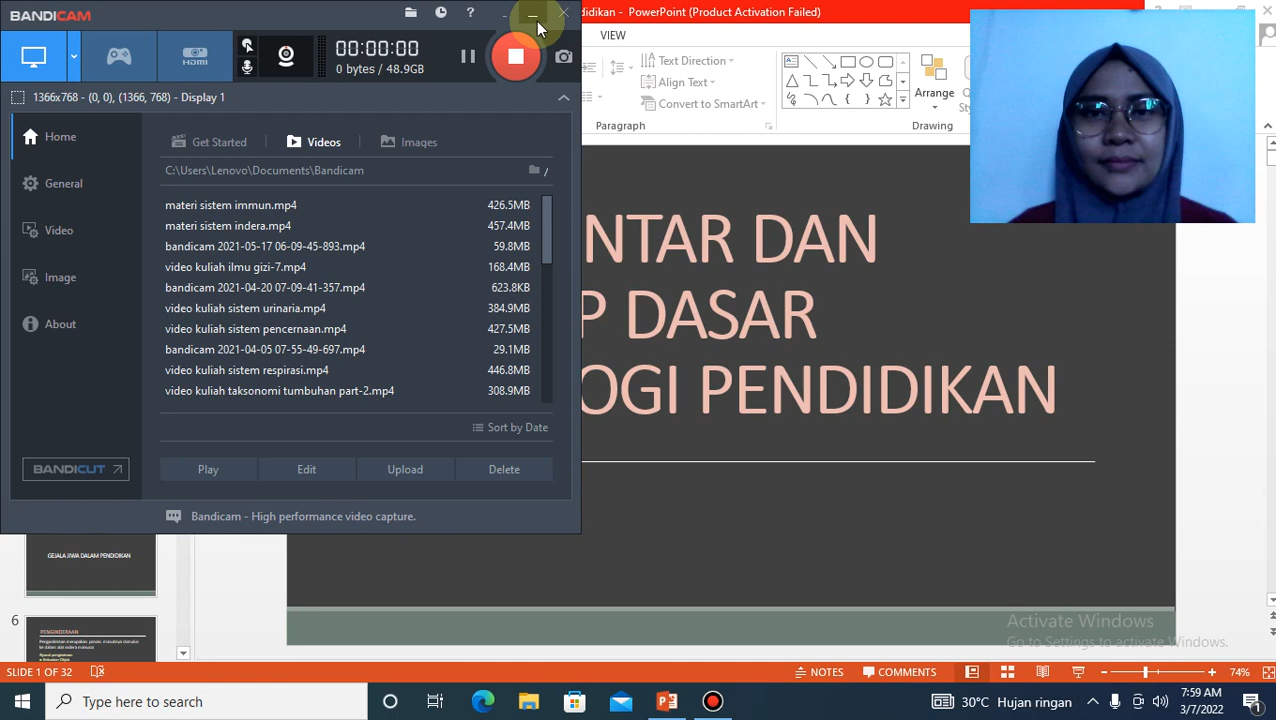 BANDICAM
didikan - PowerPoint (Product Activation Failed)
VIEW
HDMI
00:00:00
0 bytes / 48.9GB
1366x768 - (0, 0), (1366, 768) - Display 1
Home
General
Video
Image
About
BANDICUT
Get Started
Videos
Images
C:\Users\Lenovo\Documents\Bandicam
/
materi sistem immun.mp4 426.5MB
materi sistem indera.mp4 457.4MB
bandicam 2021-05-17 06-09-45-893.mp4 59.8MB
video kuliah ilmu gizi-7.mp4 168.4MB
bandicam 2021-04-20 07-09-41-357.mp4 623.8KB
video kuliah sistem urinaria.mp4 384.9MB
video kuliah sistem pencernaan.mp4 427.5MB
bandicam 2021-04-05 07-55-49-697.mp4 29.1MB
video kuliah sistem respirasi.mp4 446.8MB
video kuliah taksonomi tumbuhan part-2.mp4 308.9MB
Sort by Date
Play Edit Upload Delete
Bandicam - High performance video capture.
Text Direction
Align Text
Convert to SmartArt
Paragraph
Arrange
Drawing
NTAR DAN
P DASAR
OGI PENDIDIKAN
GEJALA JIWA DALAM PENDIDIKAN
6
PENGINDERAAN
Activate Windows
Go to Settings to activate Windows.
SLIDE 1 OF 32
NOTES
COMMENTS
74%
Type here to search
30°C Hujan ringan
7:59 AM
3/7/2022
1